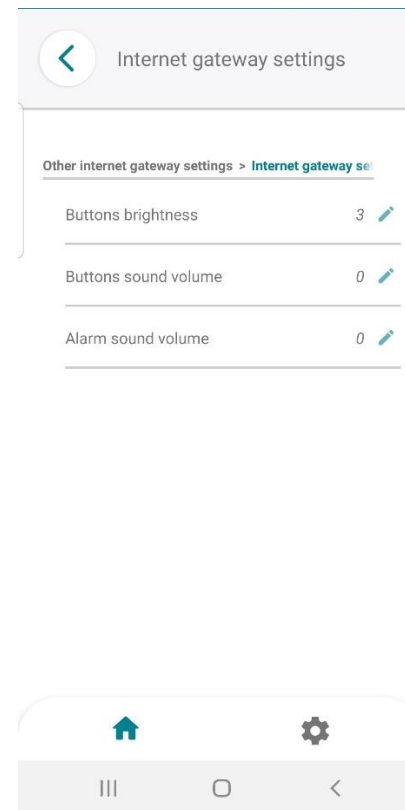 Internet gateway settings
Other internet gateway settings > Internet gateway se
Buttons brightness 3
Buttons sound volume 0
Alarm sound volume 0